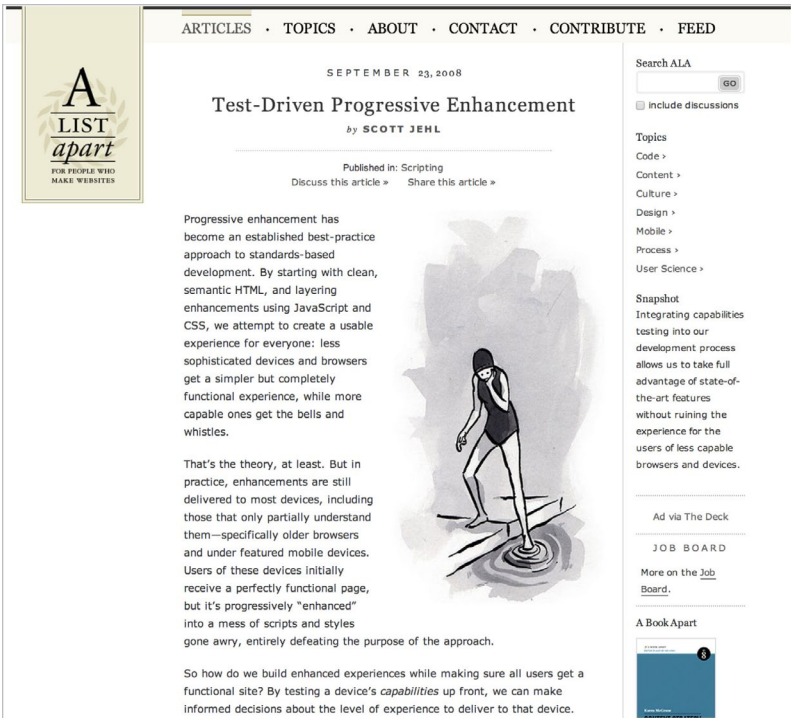 ARTICLES · TOPICS · ABOUT · CONTACT · CONTRIBUTE · FEED
A
LIST
apart
FOR PEOPLE WHO
MAKE WEBSITES
SEPTEMBER 23, 2008
Test-Driven Progressive Enhancement
by SCOTT JEHL
Published in: Scripting
Discuss this article » Share this article »
Progressive enhancement has
become an established best-practice
approach to standards-based
development. By starting with clean,
semantic HTML, and layering
enhancements using JavaScript and
CSS, we attempt to create a usable
experience for everyone: less
sophisticated devices and browsers
get a simpler but completely
functional experience, while more
capable ones get the bells and
whistles.
That’s the theory, at least. But in
practice, enhancements are still
delivered to most devices, including
those that only partially understand
them—specifically older browsers
and under featured mobile devices.
Users of these devices initially
receive a perfectly functional page,
but it’s progressively “enhanced”
into a mess of scripts and styles
gone awry, entirely defeating the purpose of the approach.
So how do we build enhanced experiences while making sure all users get a
functional site? By testing a device’s capabilities up front, we can make
informed decisions about the level of experience to deliver to that device.
Search ALA
GO
include discussions
Topics
Code ›
Content ›
Culture ›
Design ›
Mobile ›
Process ›
User Science ›
Snapshot
Integrating capabilities
testing into our
development process
allows us to take full
advantage of state-of-
the-art features
without ruining the
experience for the
users of less capable
browsers and devices.
Ad via The Deck
JOB BOARD
More on the Job
Board.
A Book Apart